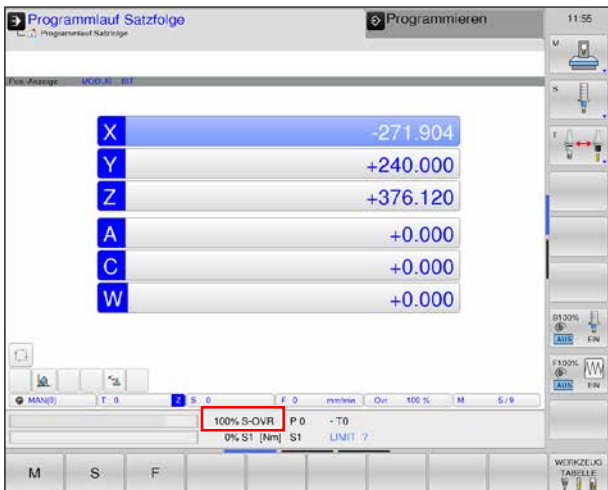 Programmlauf Satzfolge
Programmieren
11:55
Programmlauf Satzfolge
M
Pos.-Anzeige MODUS: IST
S
X -271.904
T
Y +240.000
Z +376.120
A +0.000
C +0.000
W +0.000
S100%
AUS EIN
F100%
AUS EIN
MAN(0) T 0 Z S 0 F 0 mm/min Ovr 100 % M 5/9
100% S-OVR P0 -T0
0% S1 [Nm] S1 LIMIT ?
M S F
WERKZEUG
TABELLE